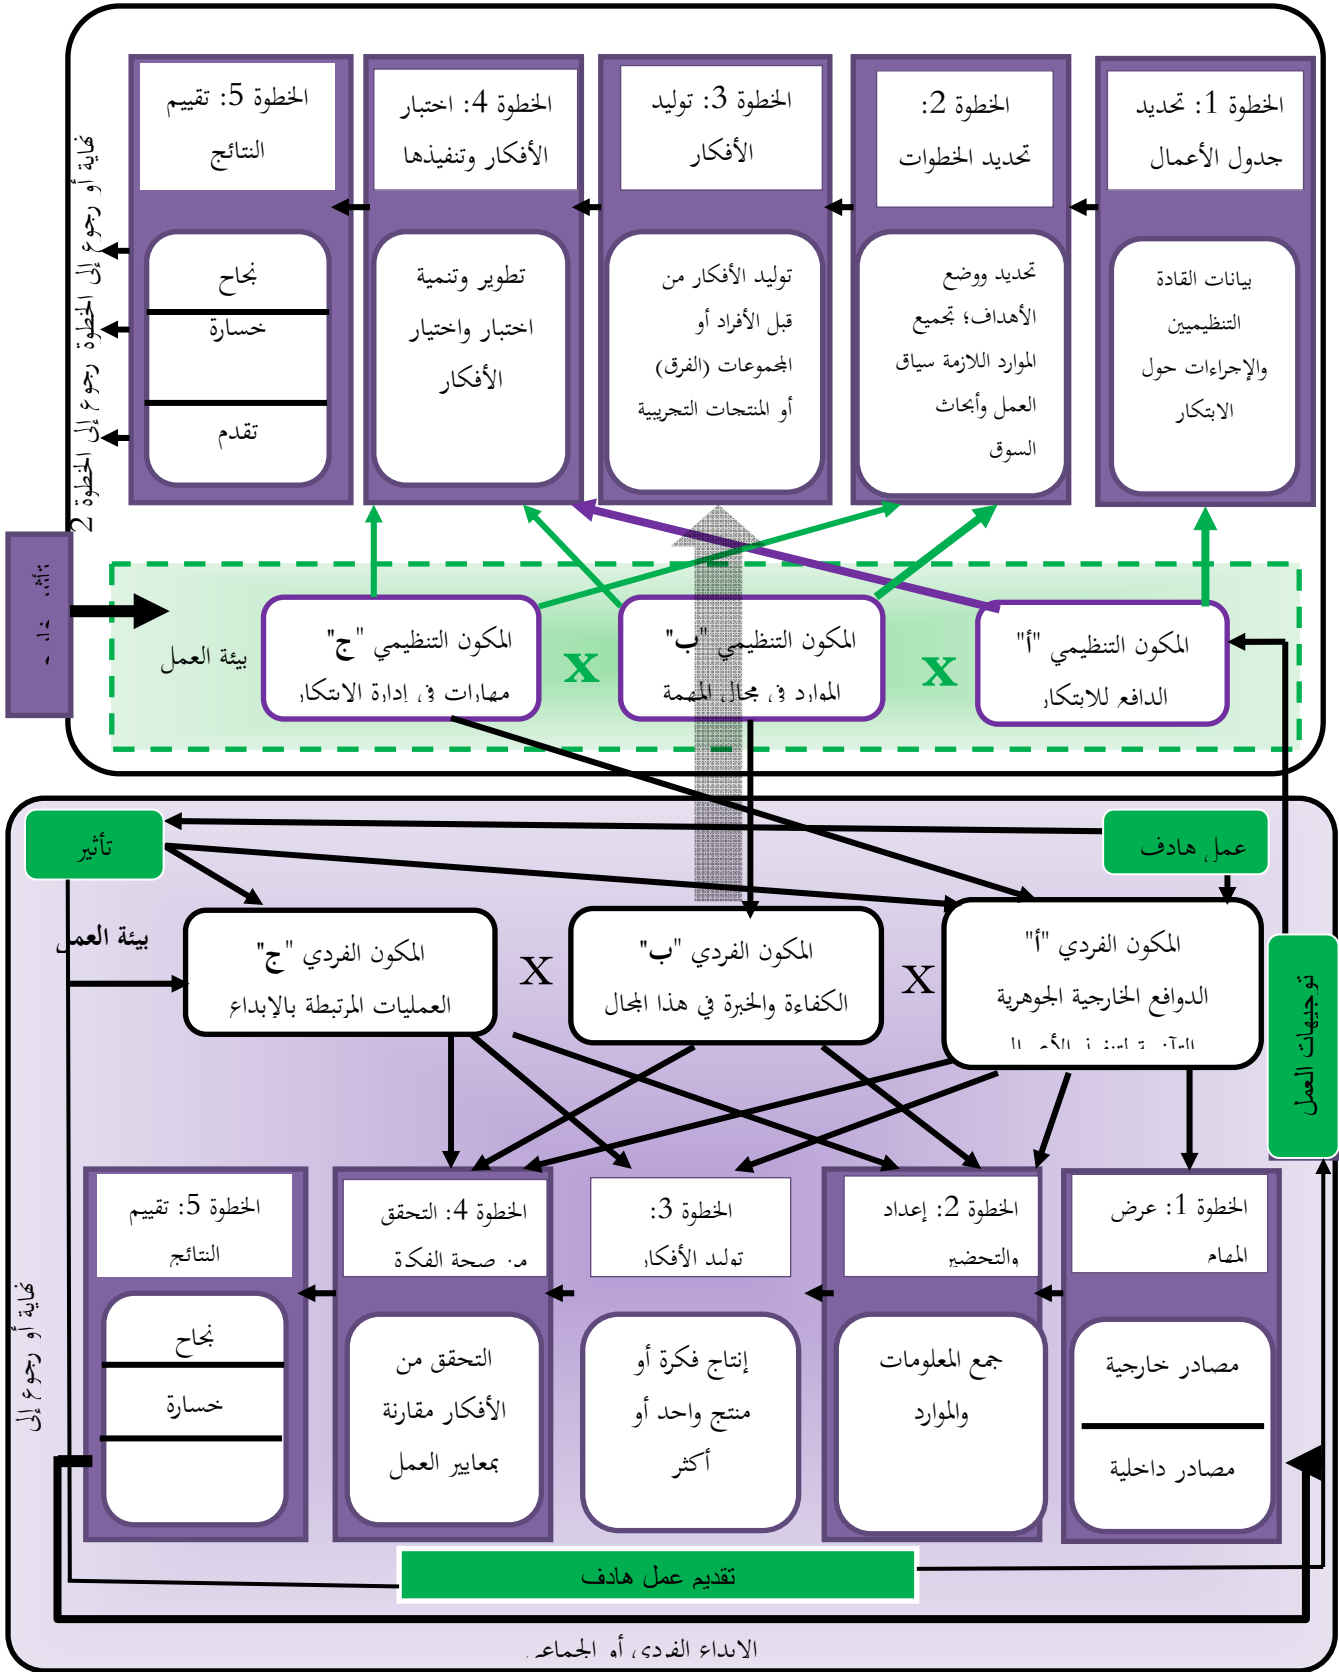 الخطوة 1: تحديد
جدول الأعمال
الخطوة 2:
تحديد الخطوات
الخطوة 3: توليد
الأفكار
الخطوة 4: اختبار
الأفكار وتنفيذها
الخطوة 5: تقييم
النتائج
بيانات القادة
التنظيميين
والإجراءات حول
الابتكار
تحديد ووضع
الأهداف؛ تجميع
الموارد اللازمة سياق
العمل وأبحاث
السوق
توليد الأفكار من
قبل الأفراد أو
المجموعات (الفرق)
أو المنتجات التجريبية
تطوير وتنمية
اختبار واختيار
الأفكار
نجاح
خسارة
تقدم
نهاية أو رجوع إلى الخطوة رجوع إلى الخطوة 2
المكون التنظيمي "أ"
الدافع للابتكار
x
المكون التنظيمي "ب"
الموارد في مجال المهمة
x
المكون التنظيمي "ج"
مهارات في إدارة الابتكار
بيئة العمل
عمل هادف
تأثير
توجيهات العمل
بيئة العمل
المكون الفردي "أ"
الدوافع الخارجية الجوهرية
لتنفيذ الأعمال
X
المكون الفردي "ب"
الكفاءة والخبرة في هذا المجال
X
المكون الفردي "ج"
العمليات المرتبطة بالإبداع
الخطوة 1: عرض
المهام
الخطوة 2: إعداد
والتحضير
الخطوة 3:
توليد الأفكار
الخطوة 4: التحقق
من صحة الفكرة
الخطوة 5: تقييم
النتائج
مصادر خارجية
مصادر داخلية
جمع المعلومات
والموارد
إنتاج فكرة أو
منتج واحد أو
أكثر
التحقق من
الأفكار مقارنة
بمعايير العمل
نجاح
خسارة
نهاية أو رجوع إلى
تقديم عمل هادف
الابداع الفردي أو الجماعي